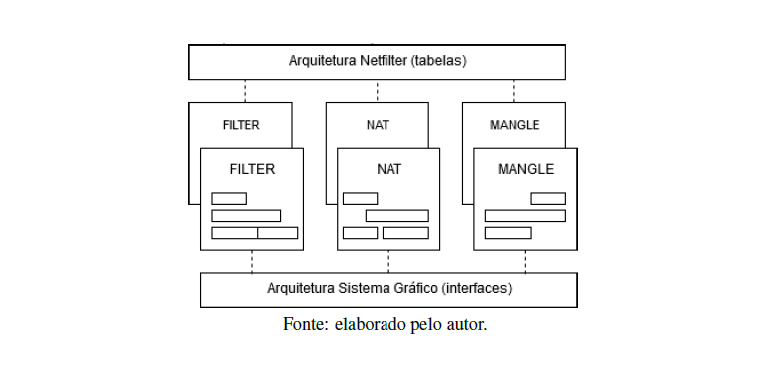 Arquitetura Netfilter (tabelas)
FILTER
NAT
MANGLE
FILTER
NAT
MANGLE
Arquitetura Sistema Gráfico (interfaces)
Fonte: elaborado pelo autor.